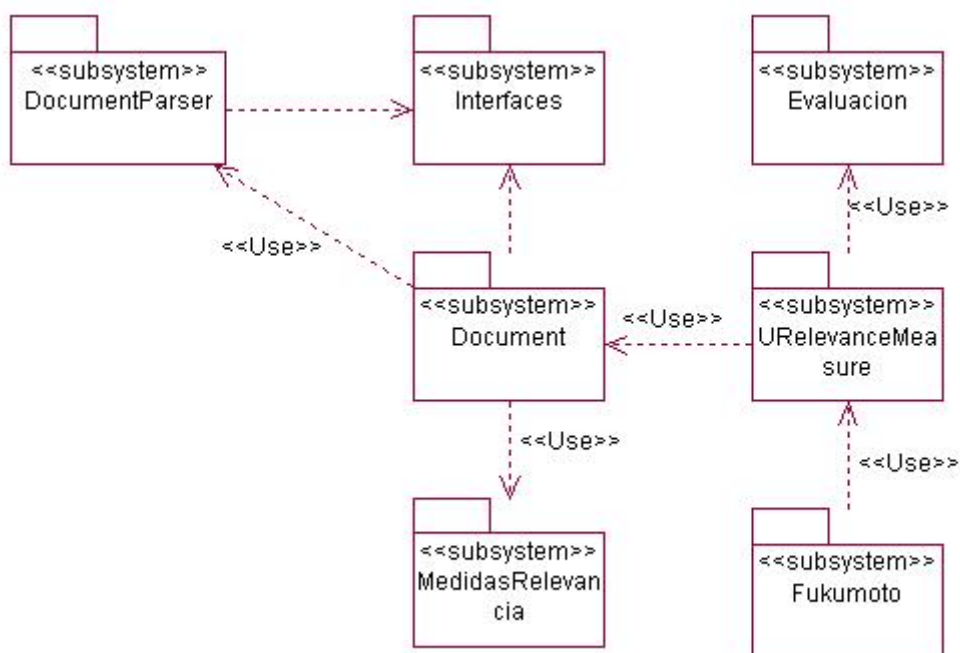 <<subsystem>>
DocumentParser
<<subsystem>>
Interfaces
<<subsystem>>
Evaluacion
<<Use>>
<<Use>>
<<subsystem>>
Document
<<Use>>
<<subsystem>>
URelevanceMea
sure
<<Use>>
<<Use>>
<<subsystem>>
MedidasRelevan
cia
<<subsystem>>
Fukumoto